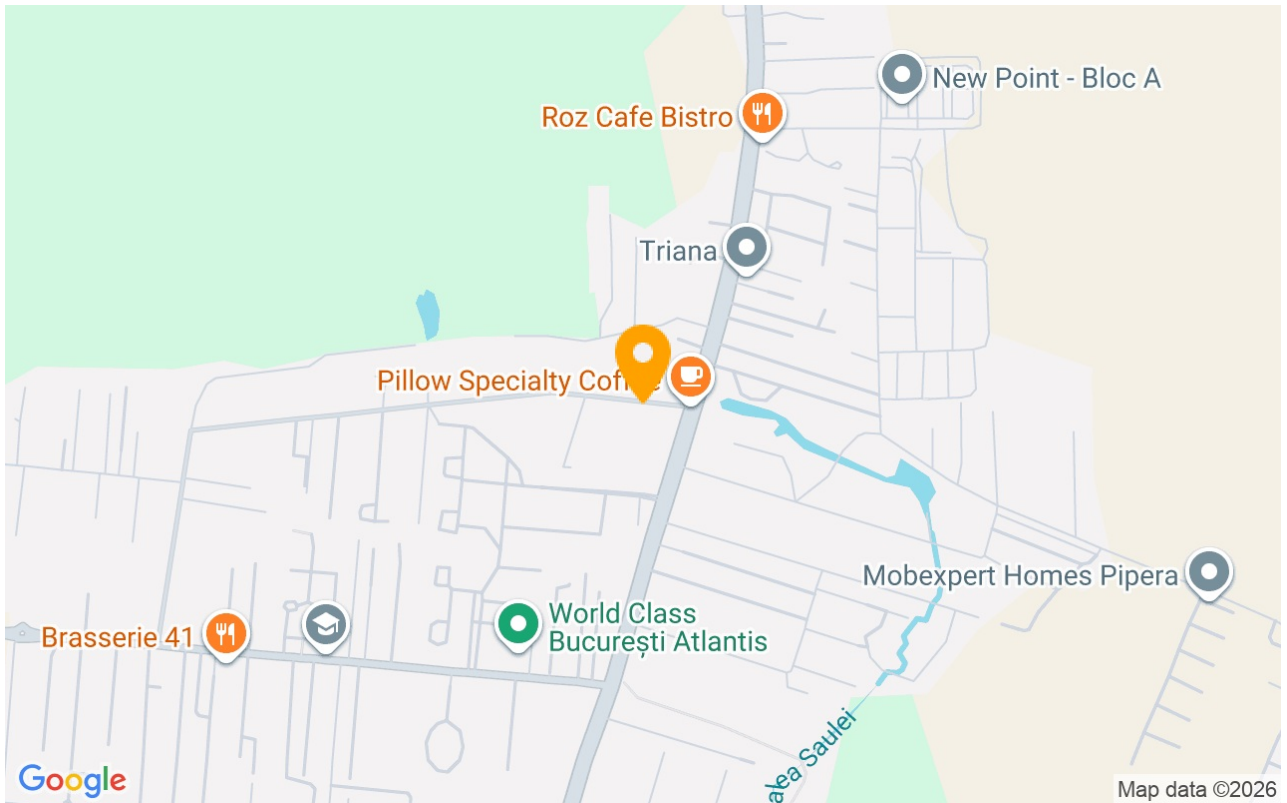 New Point - Bloc A
Roz Cafe Bistro
Triana
Pillow Specialty
Mobexpert Homes Pipera
World Class
București Atlantis
Brasserie 41
Saulei
Google
Map data ©2026